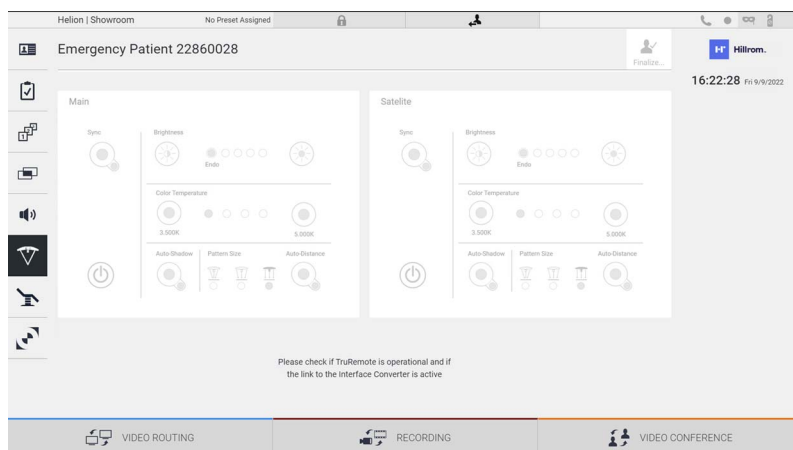 Helion | Showroom
No Preset Assigned
Emergency Patient 22860028
Finalize...
H Hillrom.
16:22:28 Fri 9/9/2022
Main
Sync
Brightness
Endo
Color Temperature
3.500K
5.000K
Auto-Shadow
Pattern Size
Auto-Distance
Satelite
Sync
Brightness
Endo
Color Temperature
3.500K
5.000K
Auto-Shadow
Pattern Size
Auto-Distance
Please check if TruRemote is operational and if
the link to the Interface Converter is active
VIDEO ROUTING
RECORDING
VIDEO CONFERENCE